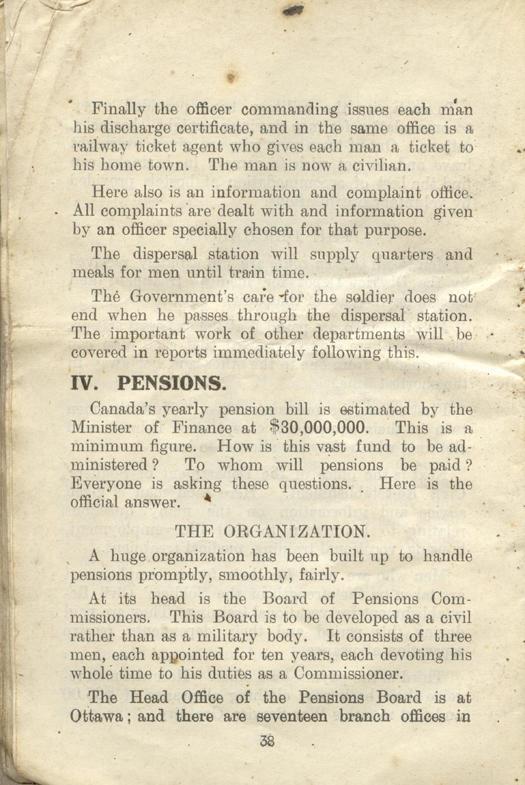 Finally the officer commanding issues each man
his discharge certificate, and in the same office is a
railway ticket agent who gives each man a ticket to
his home town. The man is now a civilian.
Here also is an information and complaint office.
All complaints are dealt with and information given
by an officer specially chosen for that purpose.
The dispersal station will supply quarters and
meals for men until train time.
The Government's care for the soldier does not
end when he passes through the dispersal station.
The important work of other departments will be
covered in reports immediately following this.
IV. PENSIONS.
Canada's yearly pension bill is estimated by the
Minister of Finance at $30,000,000. This is a
minimum figure. How is this vast fund to be ad-
ministered? To whom will pensions be paid?
Everyone is asking these questions. Here is the
official answer.
THE ORGANIZATION.
A huge organization has been built up to handle
pensions promptly, smoothly, fairly.
At its head is the Board of Pensions Com-
missioners. This Board is to be developed as a civil
rather than as a military body. It consists of three
men, each appointed for ten years, each devoting his
whole time to his duties as a Commissioner.
The Head Office of the Pensions Board is at
Ottawa; and there are seventeen branch offices in
38